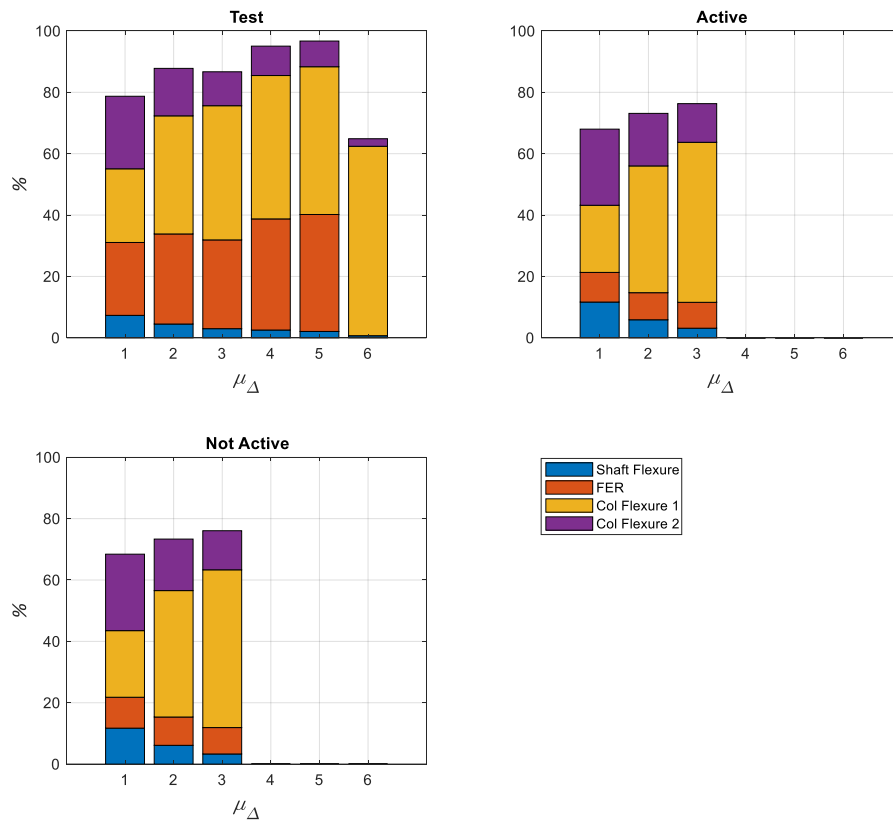 Test
100
80
60
40
20
0
%
1 2 3 4 5 6
μΔ
Active
100
80
60
40
20
0
1 2 3 4 5 6
μΔ
Not Active
100
80
60
40
20
0
%
1 2 3 4 5 6
μΔ
Shaft Flexure
FER
Col Flexure 1
Col Flexure 2